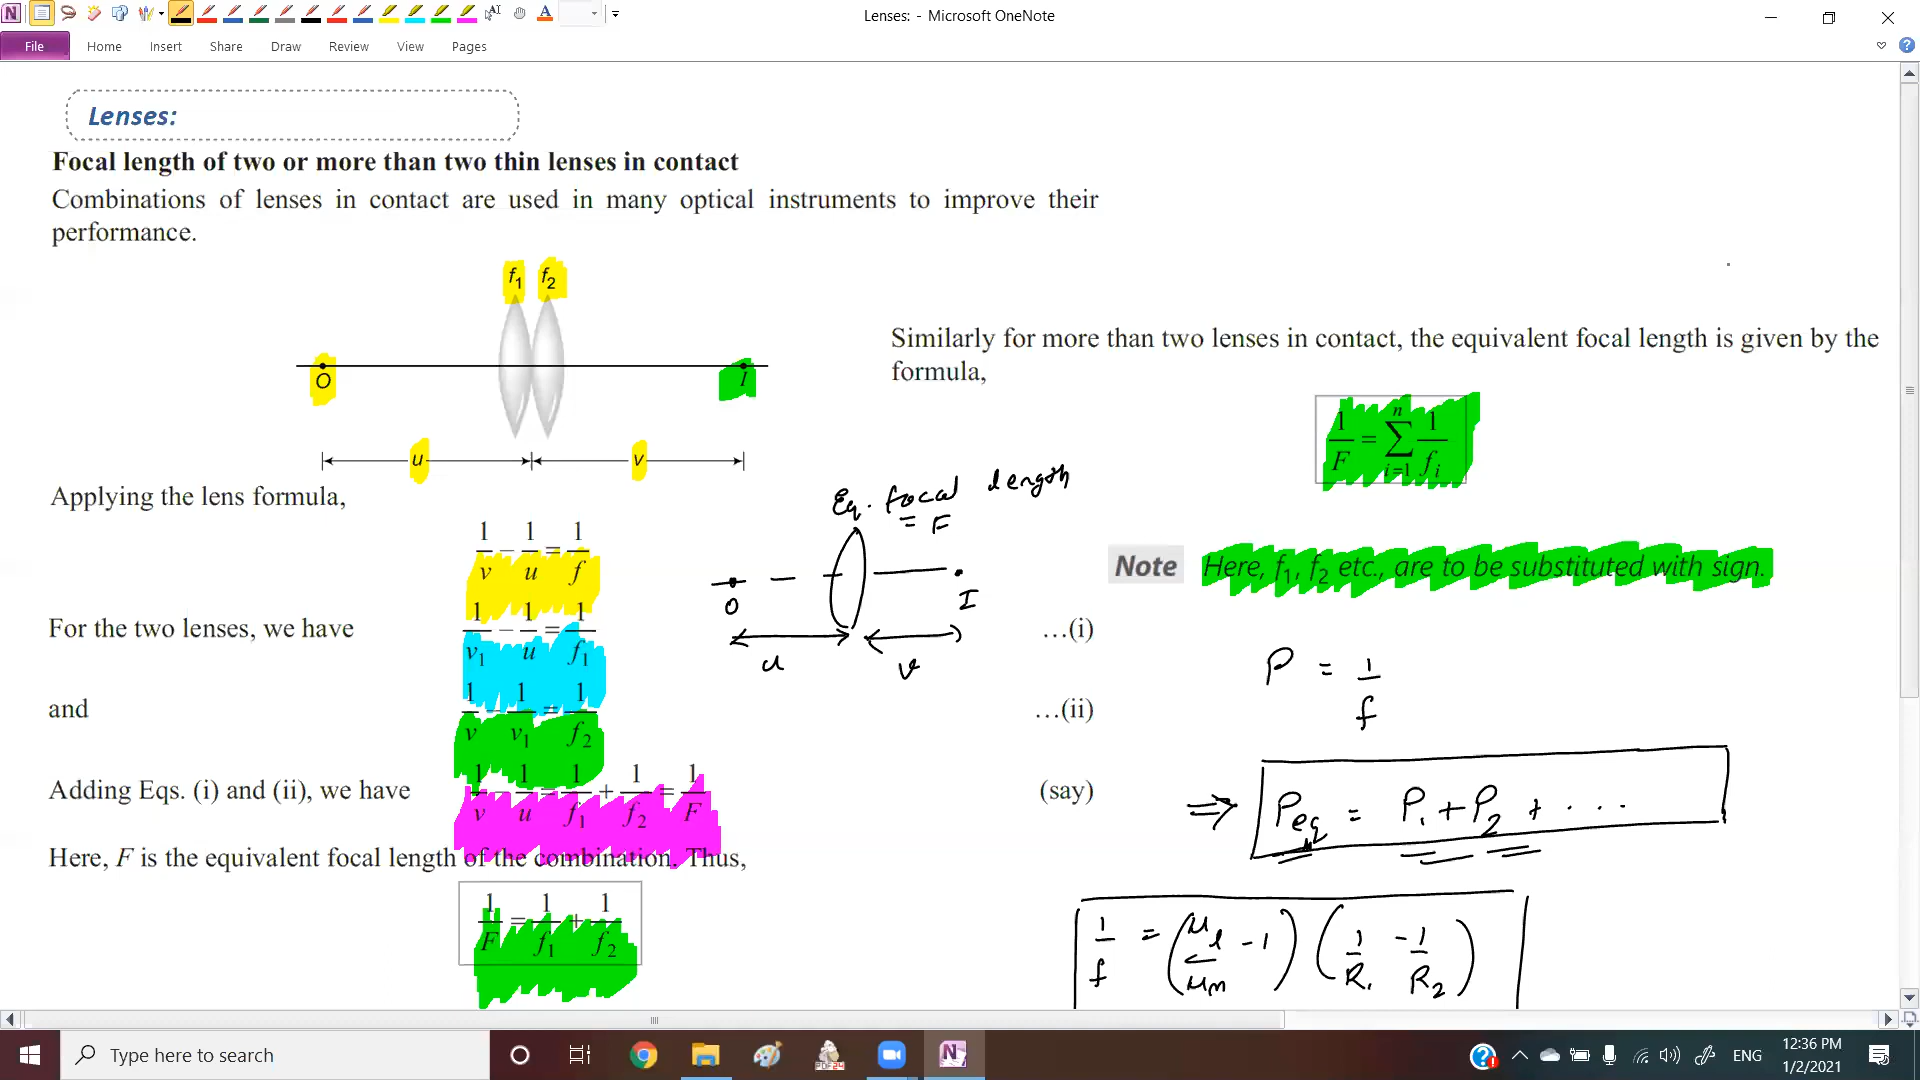 Lenses: - Microsoft OneNote
File Home Insert Share Draw Review View Pages
Lenses:
Focal length of two or more than two thin lenses in contact
Combinations of lenses in contact are used in many optical instruments to improve their
performance.
f₁ f₂
O I
u v
Applying the lens formula,
1/v − 1/u = 1/f
For the two lenses, we have 1/v₁ − 1/u = 1/f₁ ...(i)
and 1/v − 1/v₁ = 1/f₂ ...(ii)
Adding Eqs. (i) and (ii), we have 1/v − 1/u = 1/f₁ + 1/f₂ = 1/F (say)
Here, F is the equivalent focal length of the combination. Thus,
1/F = 1/f₁ + 1/f₂
Eq. focal length
= F
O I
u v
Similarly for more than two lenses in contact, the equivalent focal length is given by the
formula,
1/F = Σ_{i=1}^{n} 1/fᵢ
Note Here, f₁, f₂ etc., are to be substituted with sign.
P = 1/f
⇒ Peq = P₁ + P₂ + ....
1/f = (μl/μm − 1) (1/R₁ − 1/R₂)
Type here to search
PDF24
ENG
12:36 PM
1/2/2021